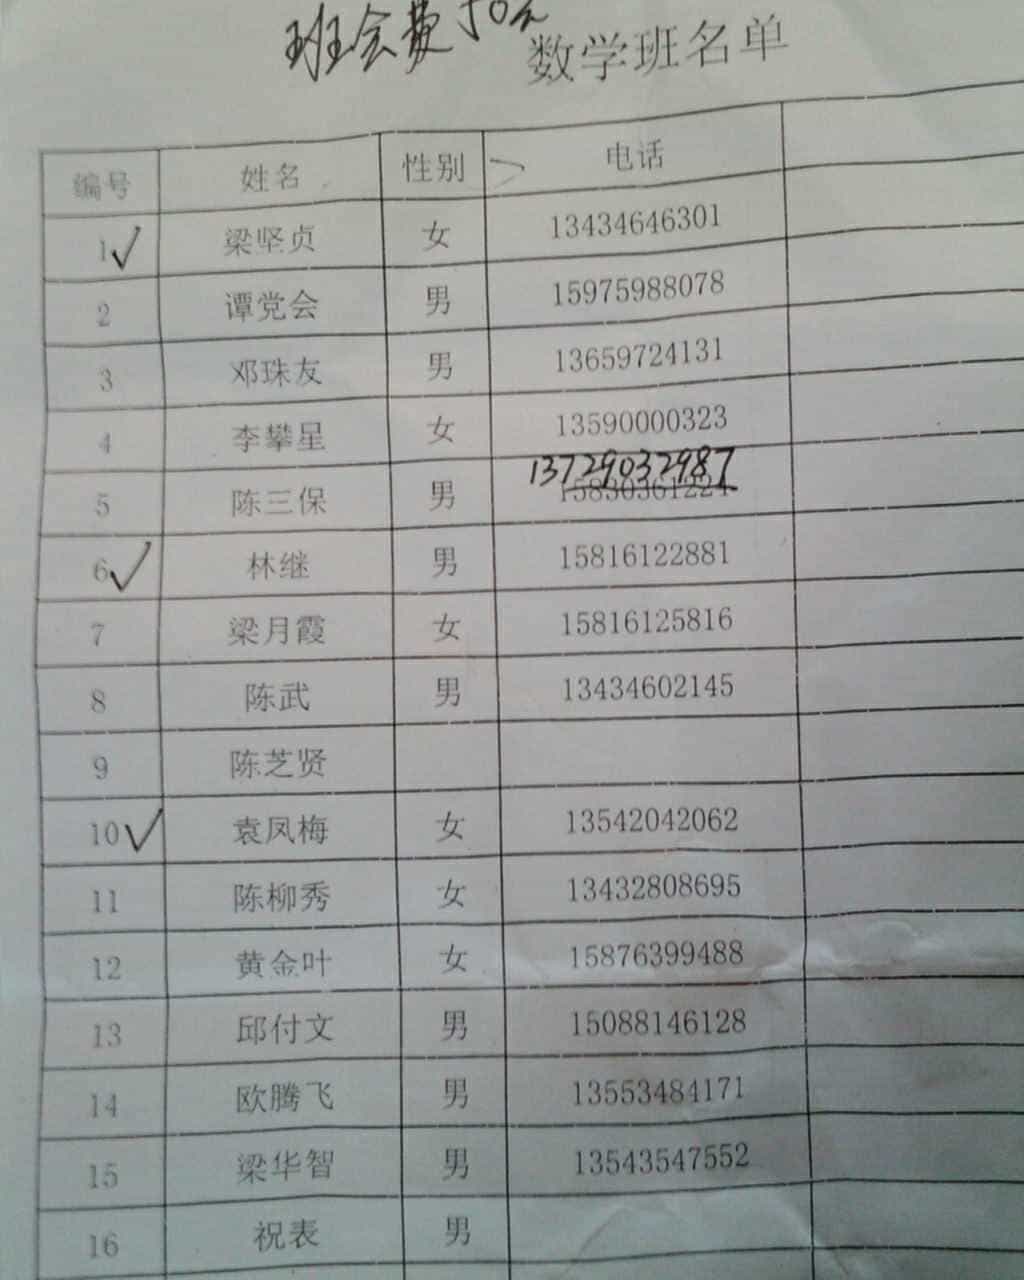 班会费50元
数学班名单
编号 姓名 性别 电话
1✓ 梁坚贞 女 13434646301
2 谭党会 男 15975988078
3 邓珠友 男 13659724131
4 李攀星 女 13590000323
13729032987
5 陈三保 男 15830361224
6✓ 林继 男 15816122881
7 梁月霞 女 15816125816
8 陈武 男 13434602145
9 陈芝贤
10✓ 袁凤梅 女 13542042062
11 陈柳秀 女 13432808695
12 黄金叶 女 15876399488
13 邱付文 男 15088146128
14 欧腾飞 男 13553484171
15 梁华智 男 13543547552
16 祝表 男